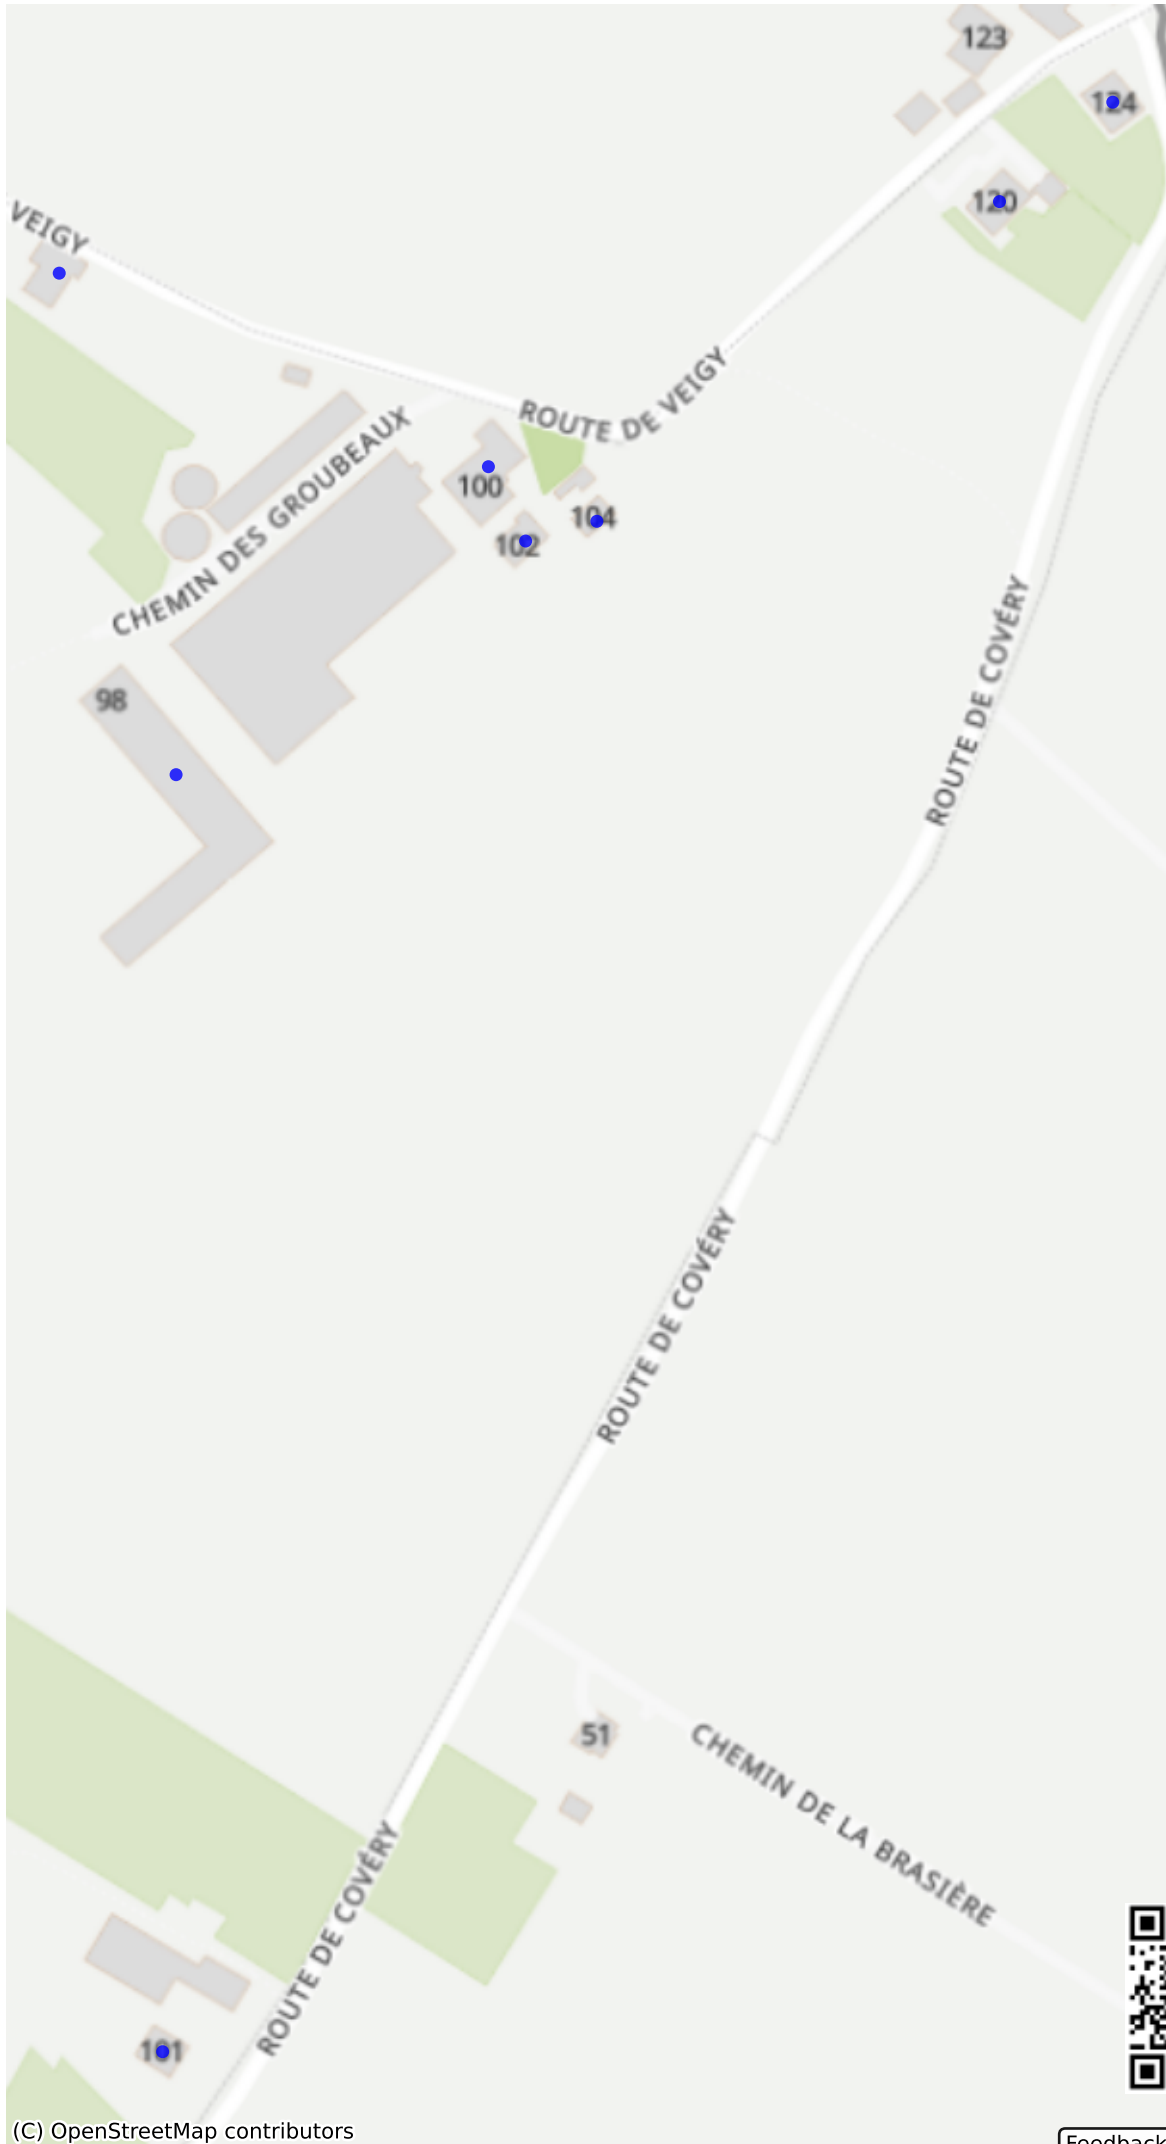 123
124
120
VEIGY
ROUTE DE VEIGY
CHEMIN DES GROUBEAUX
100
104
102
ROUTE DE COVÉRY
98
ROUTE DE COVÉRY
51
CHEMIN DE LA BRASIÈRE
ROUTE DE COVÉRY
(C) OpenStreetMap contributors
Feedback